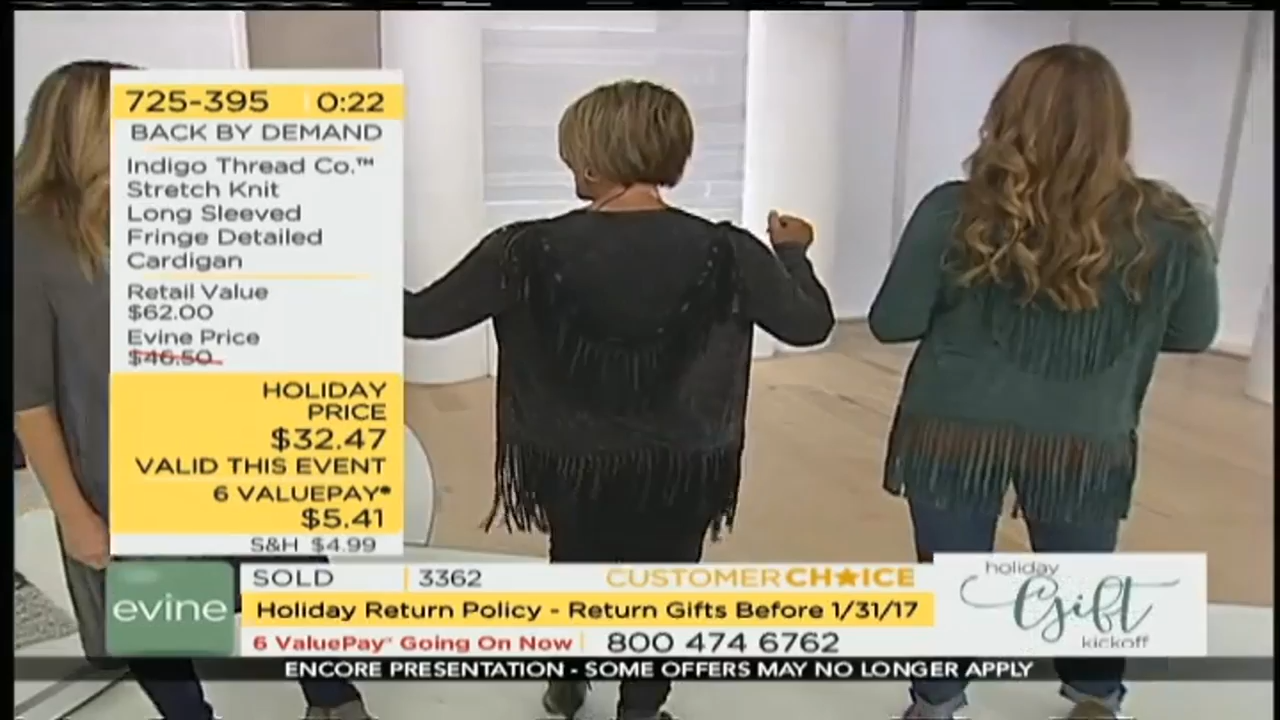 725-395 0:22
BACK BY DEMAND
Indigo Thread Co.™
Stretch Knit
Long Sleeved
Fringe Detailed
Cardigan
Retail Value
$62.00
Evine Price
$46.50
HOLIDAY
PRICE
$32.47
VALID THIS EVENT
6 VALUEPAY®
$5.41
S&H $4.99
evine
SOLD 3362 CUSTOMER CH★ICE
Holiday Return Policy - Return Gifts Before 1/31/17
6 ValuePay® Going On Now 800 474 6762
holiday
Gift
kickoff
ENCORE PRESENTATION - SOME OFFERS MAY NO LONGER APPLY